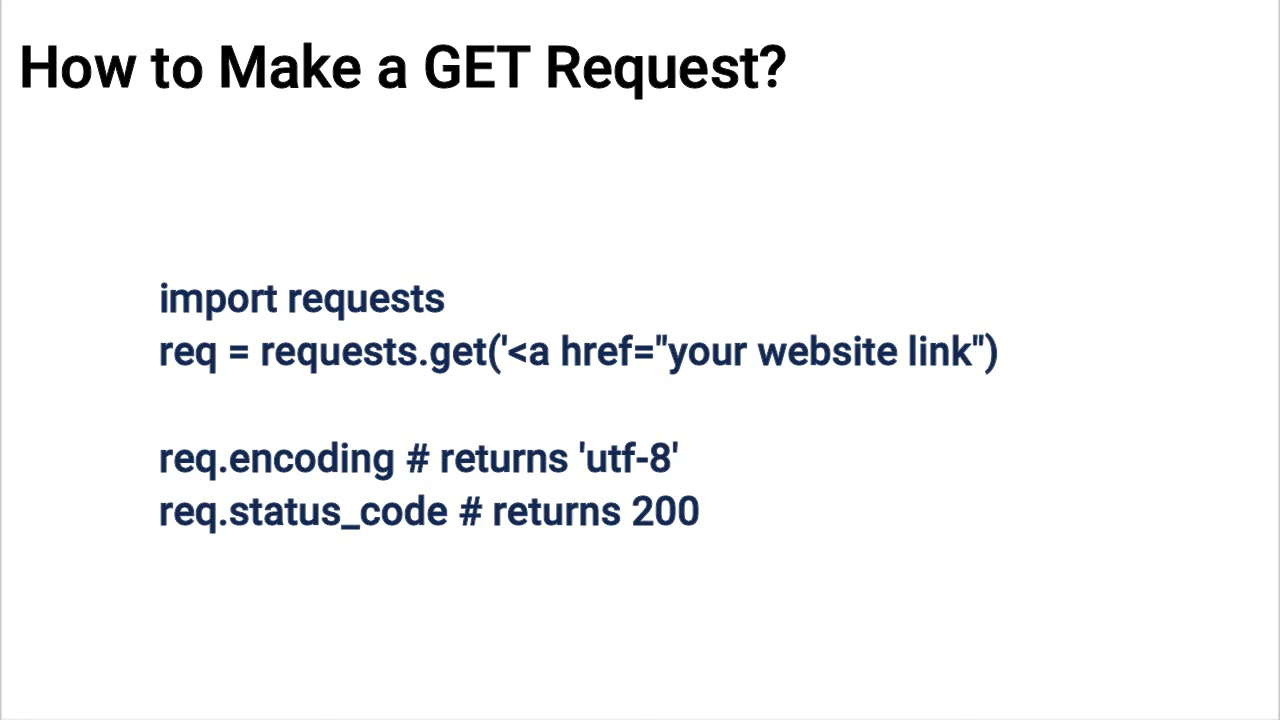 How to Make a GET Request?
import requests
req = requests.get('<a href="your website link")
req.encoding # returns 'utf-8'
req.status_code # returns 200